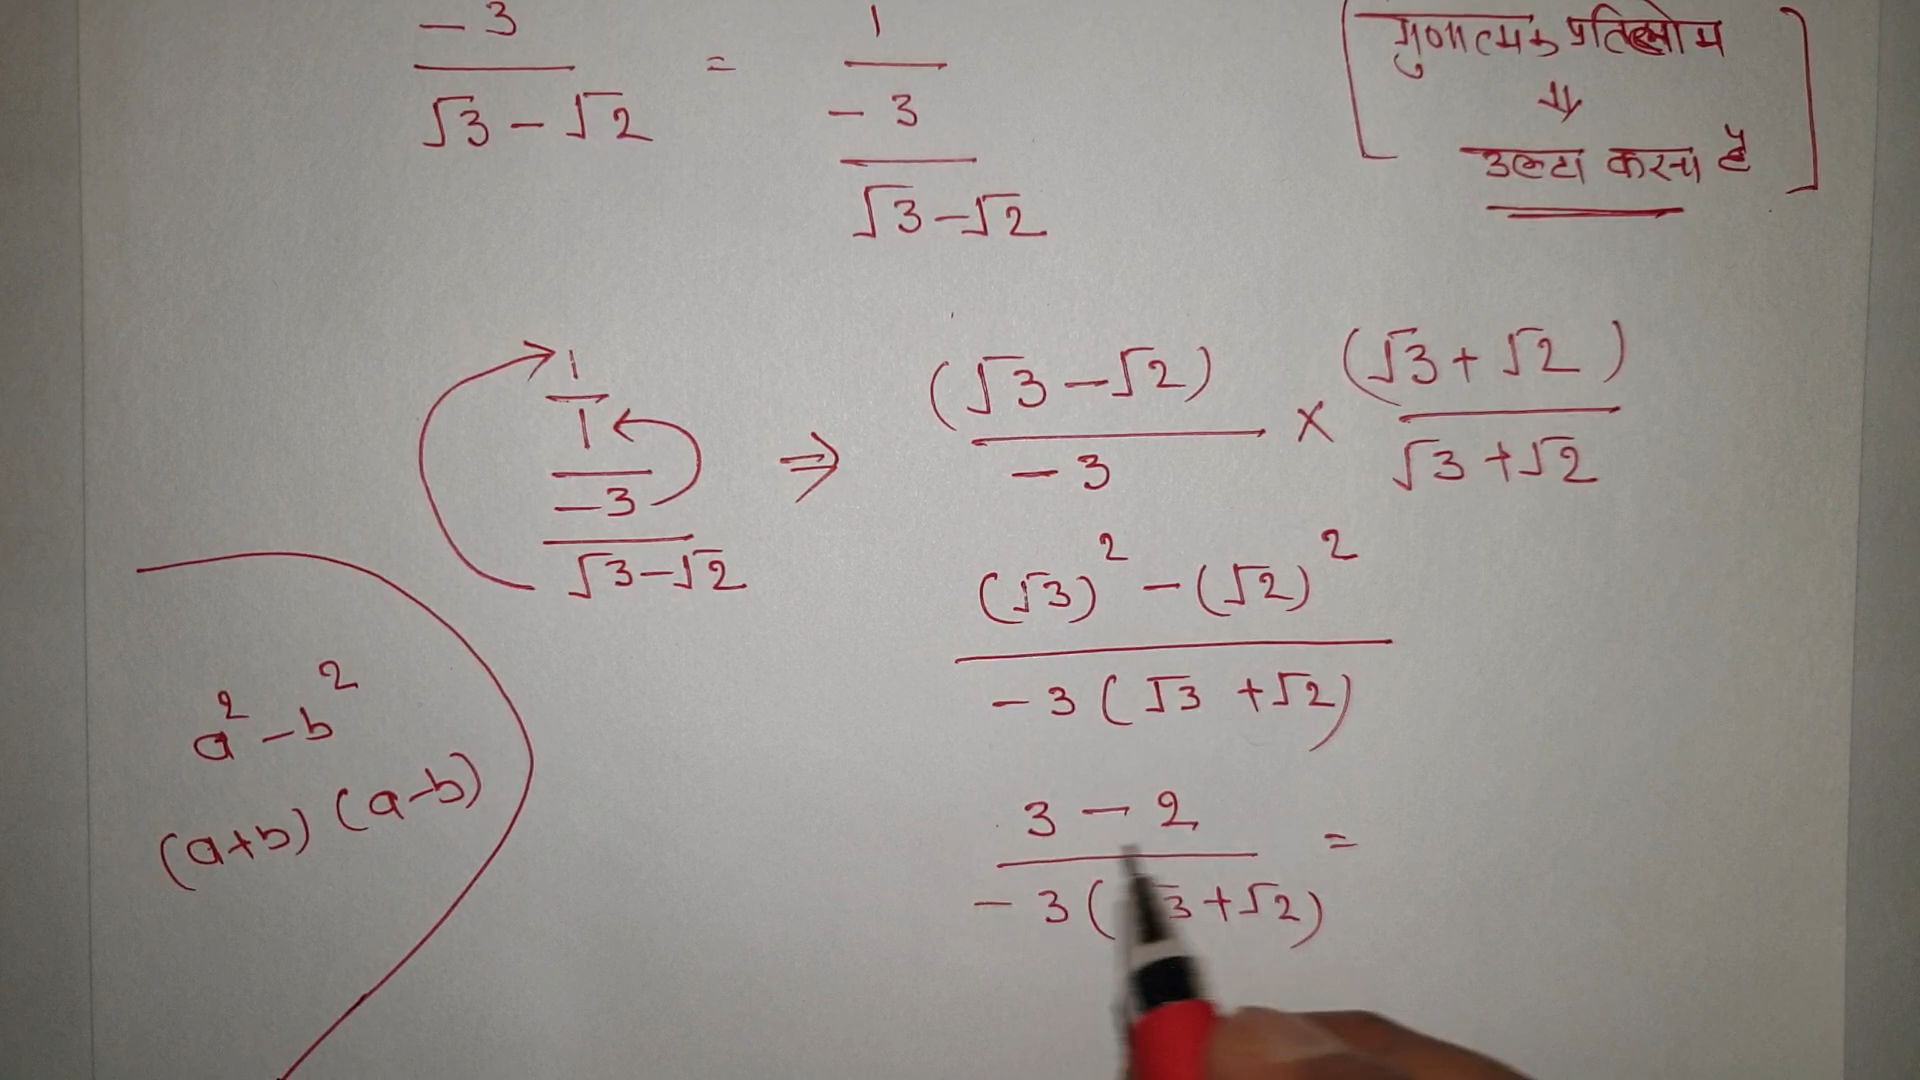 -3 / √3-√2 = 1 / -3 / √3-√2
गुणात्मक प्रतिलोम
⇓
उल्टा करना है
1 / 1 / -3 / √3-√2 ⇒ (√3-√2) / -3 × (√3+√2) / √3+√2
(√3)² - (√2)² / -3(√3+√2)
a² - b²
(a+b) (a-b)
3-2 / -3(√3+√2) =